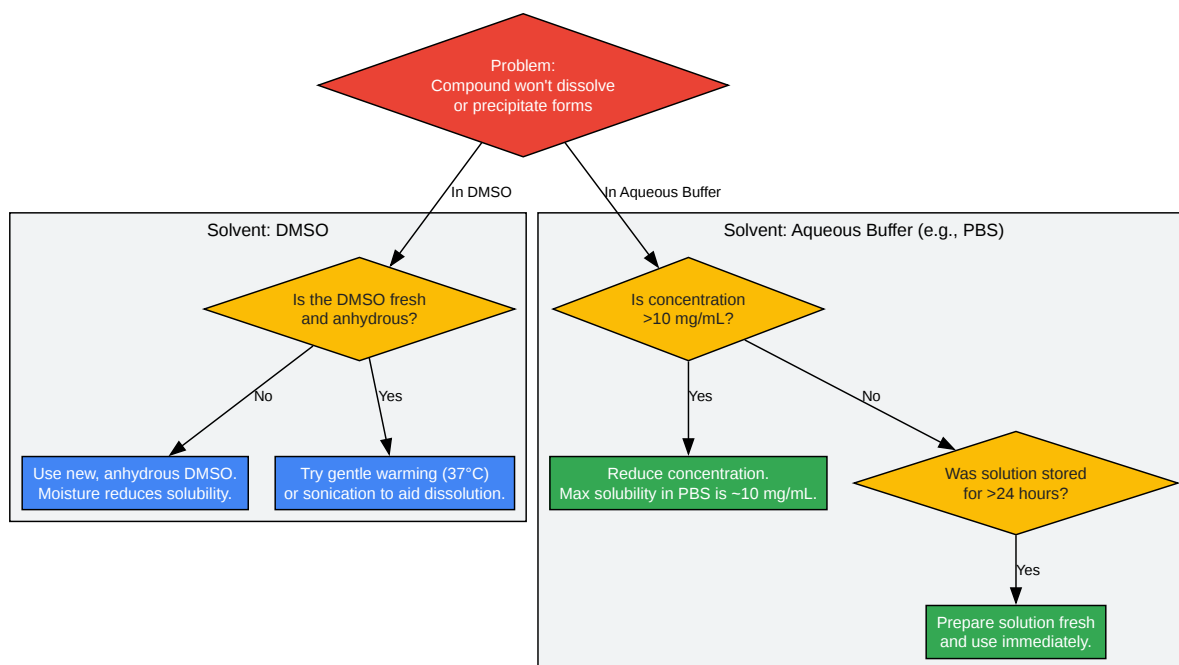 Problem:
Compound won't dissolve
or precipitate forms
In DMSO
In Aqueous Buffer
Solvent: DMSO
Is the DMSO fresh
and anhydrous?
No
Yes
Use new, anhydrous DMSO.
Moisture reduces solubility.
Try gentle warming (37°C)
or sonication to aid dissolution.
Solvent: Aqueous Buffer (e.g., PBS)
Is concentration
>10 mg/mL?
Yes
No
Reduce concentration.
Max solubility in PBS is ~10 mg/mL.
Was solution stored
for >24 hours?
Yes
Prepare solution fresh
and use immediately.